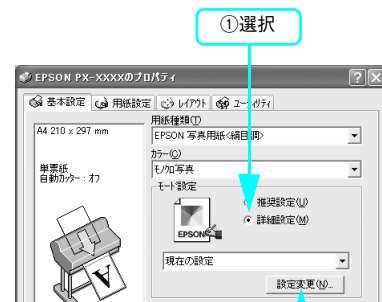 ①選択
EPSON PX-XXXXのプロパティ
基本設定 用紙設定 レイアウト ユーティリティ
用紙種類(T)
A4 210 x 297 mm
EPSON 写真用紙<絹目調>
カラー(C)
単票紙
自動カッター：オフ
モノクロ写真
モード設定
推奨設定(U)
詳細設定(M)
EPSON
現在の設定
設定変更(N)...